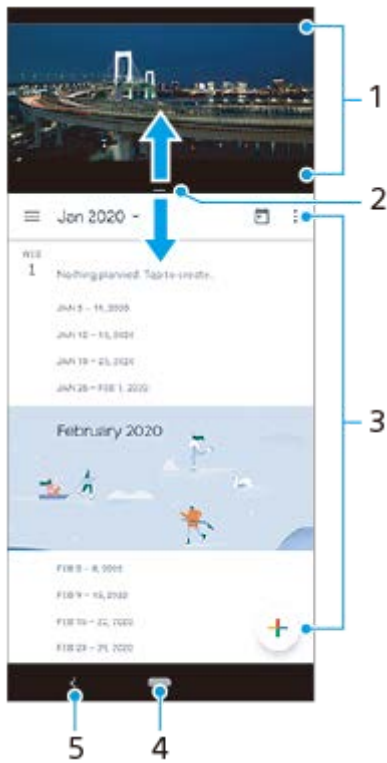 1
2
Jan 2020
WED
1
Nothing planned. Tap to create.
JAN 5 – 11, 2020
JAN 12 – 18, 2020
JAN 19 – 25, 2020
JAN 26 – FEB 1, 2020
3
February 2020
FEB 2 – 8, 2020
FEB 9 – 15, 2020
FEB 16 – 22, 2020
FEB 23 – 29, 2020
5
4